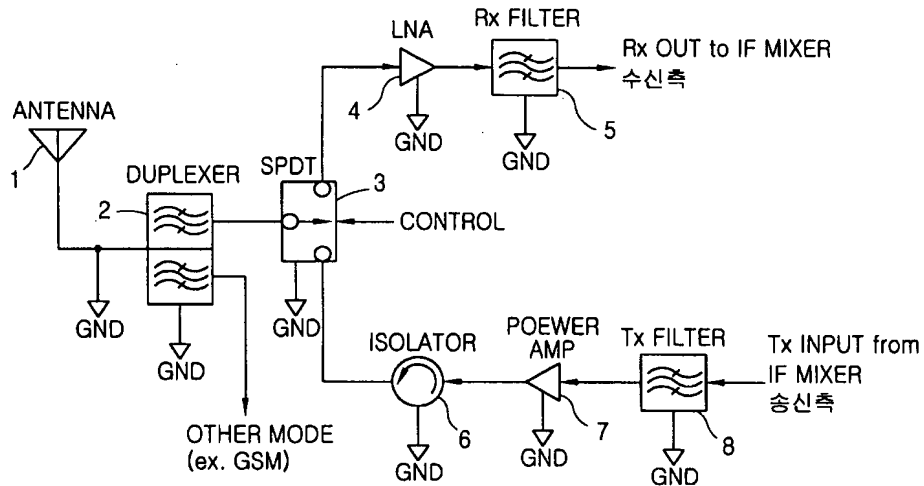 LNA
Rx FILTER
Rx OUT to IF MIXER
수신측
4
5
GND
GND
ANTENNA
1
DUPLEXER
2
SPDT
3
CONTROL
GND
GND
GND
OTHER MODE
(ex. GSM)
ISOLATOR
6
GND
POEWER
AMP
7
GND
Tx FILTER
8
GND
Tx INPUT from
IF MIXER
송신측